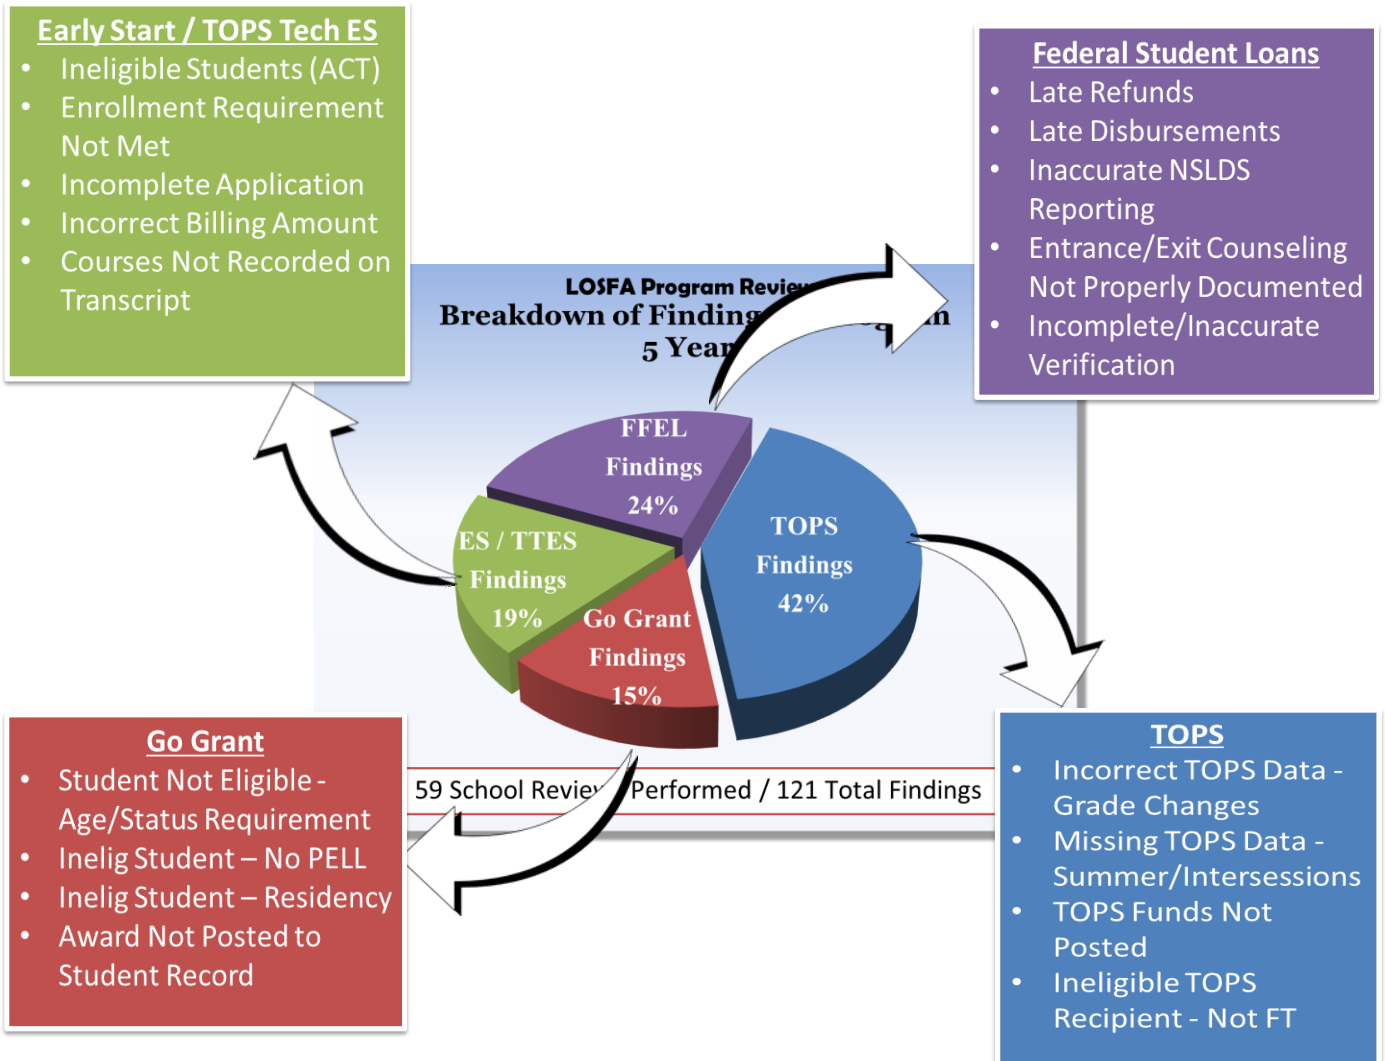 Early Start / TOPS Tech ES
• Ineligible Students (ACT)
• Enrollment Requirement
Not Met
• Incomplete Application
• Incorrect Billing Amount
• Courses Not Recorded on
Transcript
Federal Student Loans
• Late Refunds
• Late Disbursements
• Inaccurate NSLDS
Reporting
• Entrance/Exit Counseling
Not Properly Documented
• Incomplete/Inaccurate
Verification
LOSFA Program
Breakdown of
5
FFEL
Findings
24%
TOPS
Findings
42%
ES / TTES
Findings
19%
Go Grant
Findings
15%
59 School Performed / 121 Total Findings
Go Grant
• Student Not Eligible -
Age/Status Requirement
• Inelig Student – No PELL
• Inelig Student – Residency
• Award Not Posted to
Student Record
TOPS
• Incorrect TOPS Data -
Grade Changes
• Missing TOPS Data -
Summer/Intersessions
• TOPS Funds Not
Posted
• Ineligible TOPS
Recipient - Not FT